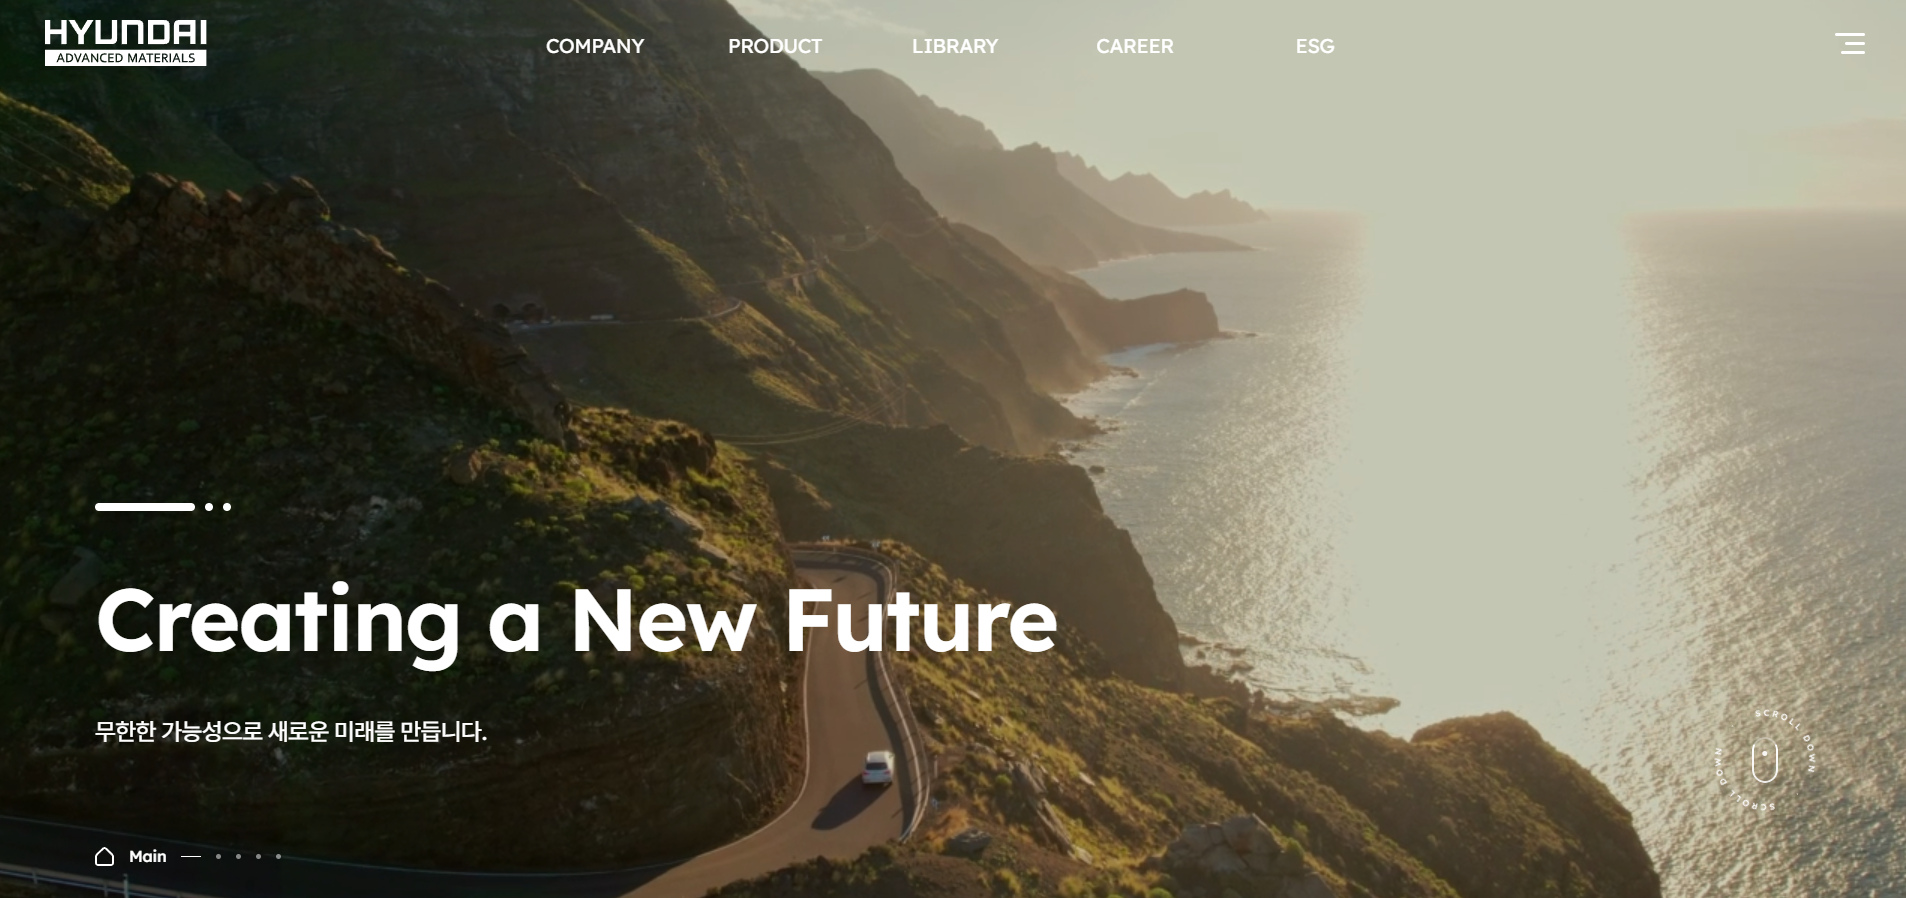 HYUNDAI
ADVANCED MATERIALS
COMPANY
PRODUCT
LIBRARY
CAREER
ESG
Creating a New Future
무한한 가능성으로 새로운 미래를 만듭니다.
SCROLL DOWN
SCROLL DOWN
Main